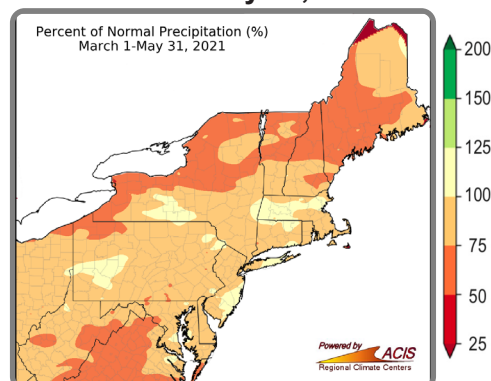 Percent of Normal Precipitation (%)
March 1-May 31, 2021
200
150
125
100
75
50
25
Powered by
ACIS
Regional Climate Centers